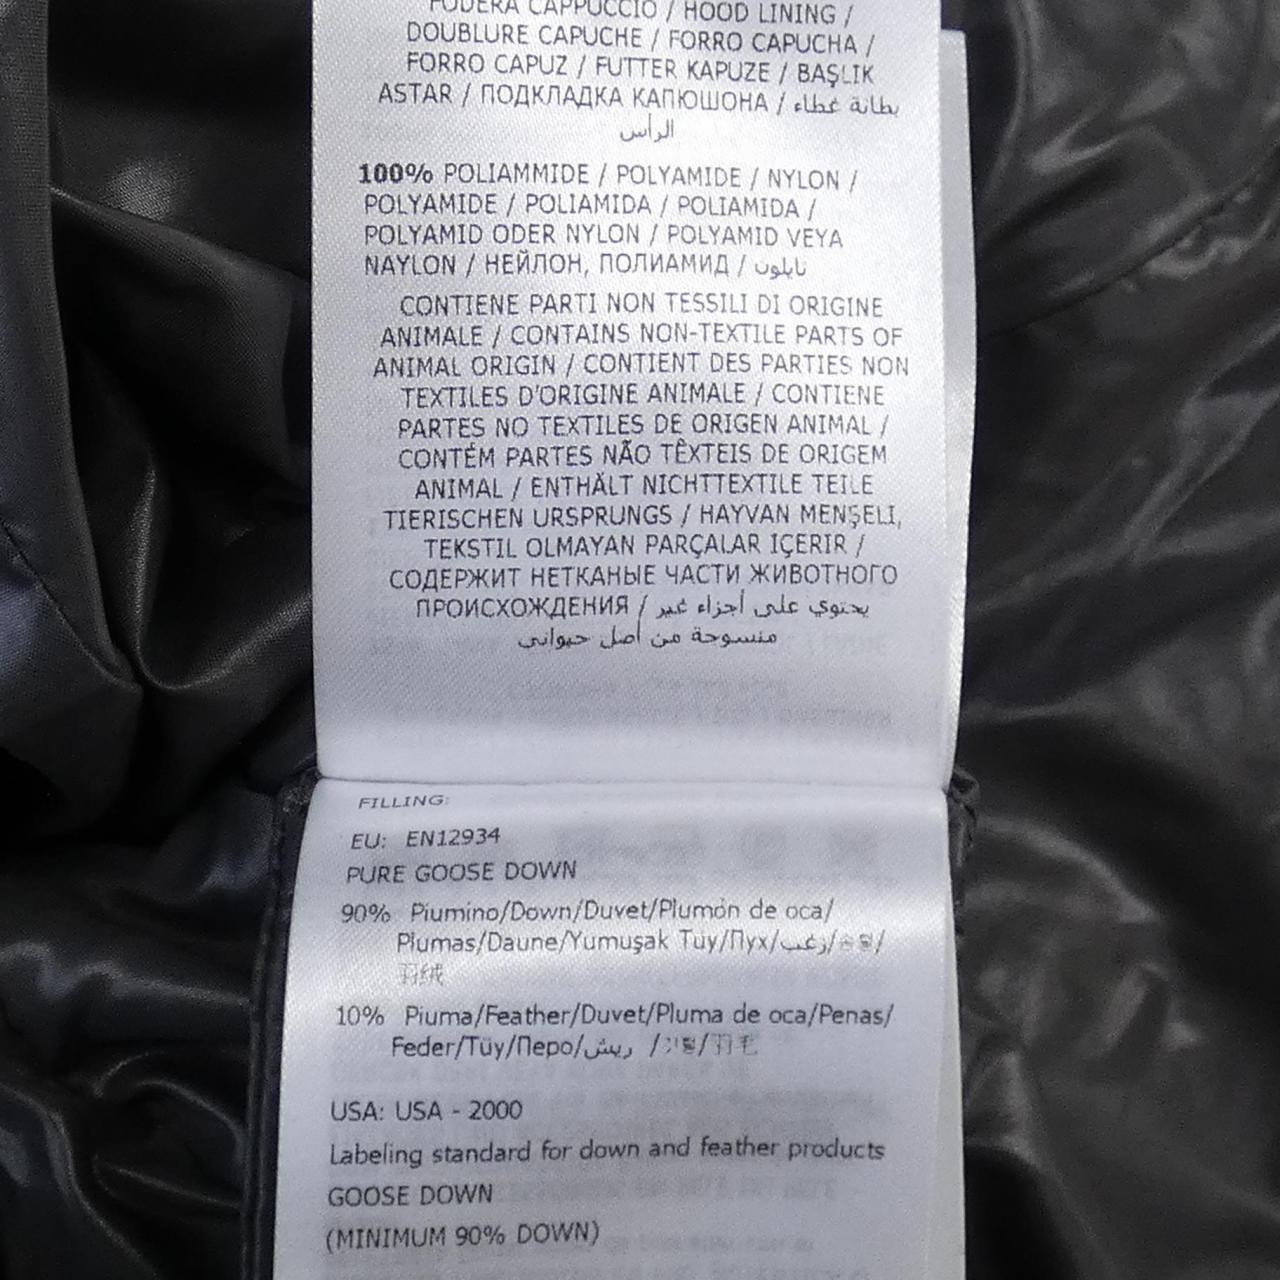 FODERA CAPPUCCIO / HOOD LINING /
DOUBLURE CAPUCHE / FORRO CAPUCHA /
FORRO CAPUZ / FUTTER KAPUZE / BAŞLIK
ASTAR / ПОДКЛАДКА КАПЮШОНА / بطانة غطاء
الرأس
100% POLIAMMIDE / POLYAMIDE / NYLON /
POLYAMIDE / POLIAMIDA / POLIAMIDA /
POLYAMID ODER NYLON / POLYAMID VEYA
NAYLON / НЕЙЛОН, ПОЛИАМИД / نايلون
CONTIENE PARTI NON TESSILI DI ORIGINE
ANIMALE / CONTAINS NON-TEXTILE PARTS OF
ANIMAL ORIGIN / CONTIENT DES PARTIES NON
TEXTILES D'ORIGINE ANIMALE / CONTIENE
PARTES NO TEXTILES DE ORIGEN ANIMAL /
CONTÉM PARTES NÃO TÊXTEIS DE ORIGEM
ANIMAL / ENTHÄLT NICHTTEXTILE TEILE
TIERISCHEN URSPRUNGS / HAYVAN MENŞELİ,
TEKSTIL OLMAYAN PARÇALAR IÇERIR /
СОДЕРЖИТ НЕТКАНЫЕ ЧАСТИ ЖИВОТНОГО
ПРОИСХОЖДЕНИЯ / يحتوي على أجزاء غير
منسوجة من أصل حيواني
FILLING:
EU: EN12934
PURE GOOSE DOWN
90% Piumino/Down/Duvet/Plumón de oca/
Plumas/Daune/Yumuşak Tüy/Пух/زغب/
羽绒
10% Piuma/Feather/Duvet/Pluma de oca/Penas/
Feder/Tüy/Перо/ريش /羽毛
USA: USA - 2000
Labeling standard for down and feather products
GOOSE DOWN
(MINIMUM 90% DOWN)